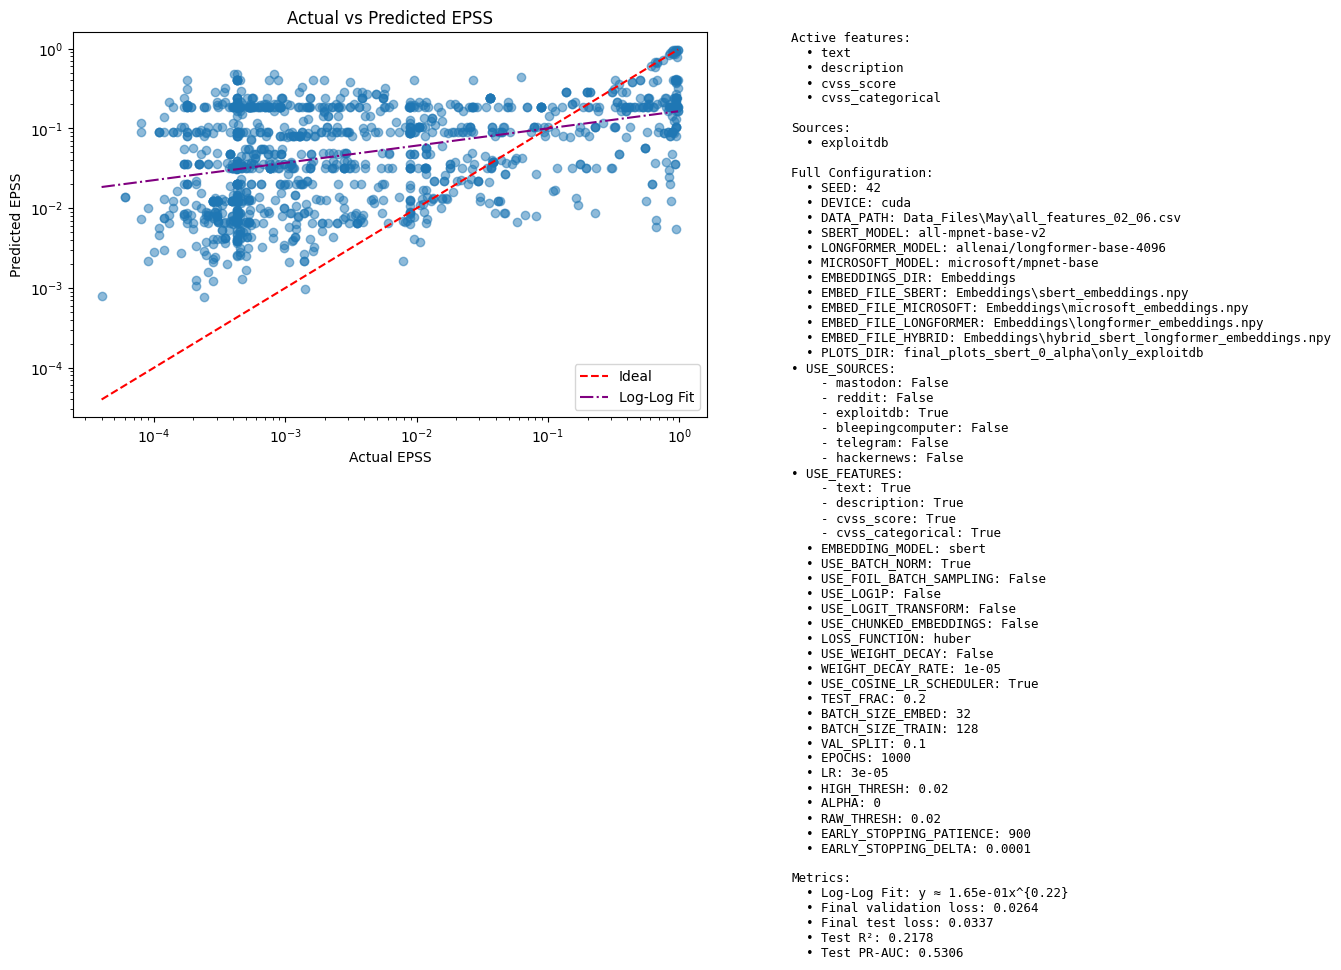 Actual vs Predicted EPSS
10^0
10^-1
10^-2
10^-3
10^-4
Predicted EPSS
10^-4
10^-3
10^-2
10^-1
10^0
Actual EPSS
Ideal
Log-Log Fit
Active features:
• text
• description
• cvss_score
• cvss_categorical
Sources:
• exploitdb
Full Configuration:
• SEED: 42
• DEVICE: cuda
• DATA_PATH: Data_Files\May\all_features_02_06.csv
• SBERT_MODEL: all-mpnet-base-v2
• LONGFORMER_MODEL: allenai/longformer-base-4096
• MICROSOFT_MODEL: microsoft/mpnet-base
• EMBEDDINGS_DIR: Embeddings
• EMBED_FILE_SBERT: Embeddings\sbert_embeddings.npy
• EMBED_FILE_MICROSOFT: Embeddings\microsoft_embeddings.npy
• EMBED_FILE_LONGFORMER: Embeddings\longformer_embeddings.npy
• EMBED_FILE_HYBRID: Embeddings\hybrid_sbert_longformer_embeddings.npy
• PLOTS_DIR: final_plots_sbert_0_alpha\only_exploitdb
• USE_SOURCES:
- mastodon: False
- reddit: False
- exploitdb: True
- bleepingcomputer: False
- telegram: False
- hackernews: False
• USE_FEATURES:
- text: True
- description: True
- cvss_score: True
- cvss_categorical: True
• EMBEDDING_MODEL: sbert
• USE_BATCH_NORM: True
• USE_FOIL_BATCH_SAMPLING: False
• USE_LOG1P: False
• USE_LOGIT_TRANSFORM: False
• USE_CHUNKED_EMBEDDINGS: False
• LOSS_FUNCTION: huber
• USE_WEIGHT_DECAY: False
• WEIGHT_DECAY_RATE: 1e-05
• USE_COSINE_LR_SCHEDULER: True
• TEST_FRAC: 0.2
• BATCH_SIZE_EMBED: 32
• BATCH_SIZE_TRAIN: 128
• VAL_SPLIT: 0.1
• EPOCHS: 1000
• LR: 3e-05
• HIGH_THRESH: 0.02
• ALPHA: 0
• RAW_THRESH: 0.02
• EARLY_STOPPING_PATIENCE: 900
• EARLY_STOPPING_DELTA: 0.0001
Metrics:
• Log-Log Fit: y ≈ 1.65e-01x^{0.22}
• Final validation loss: 0.0264
• Final test loss: 0.0337
• Test R²: 0.2178
• Test PR-AUC: 0.5306